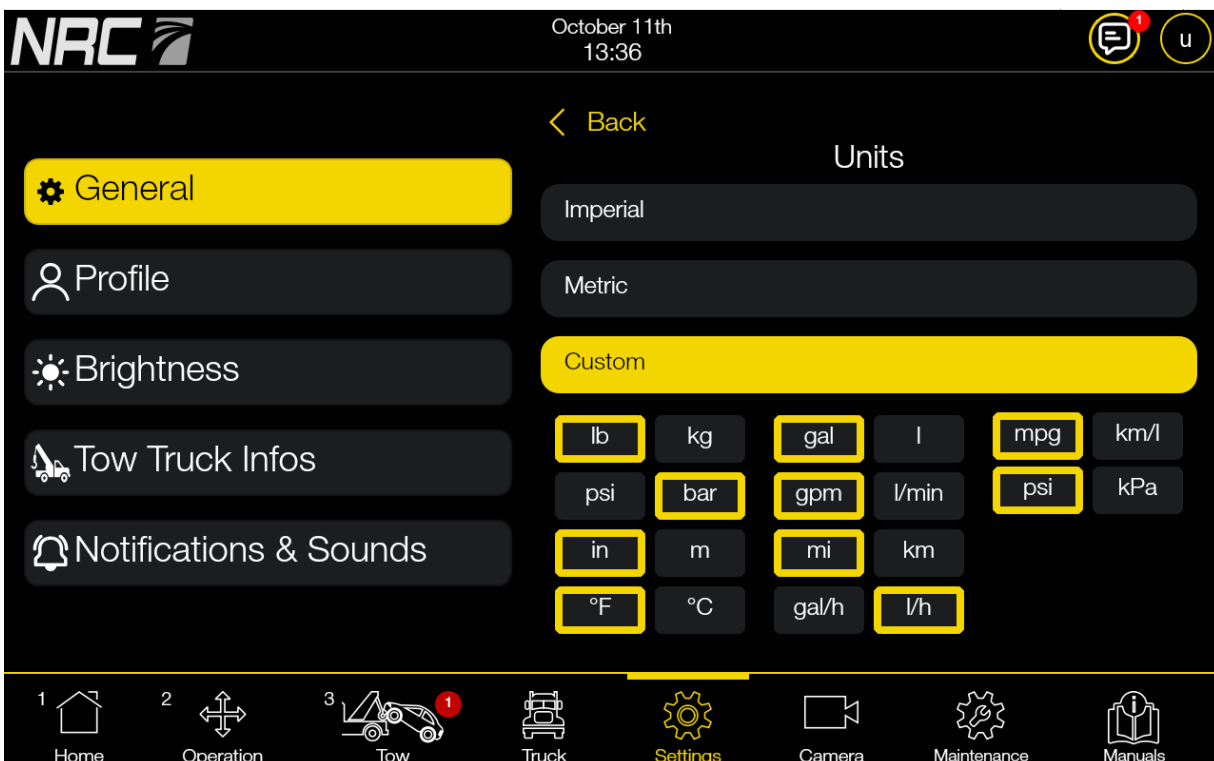 NRC
October 11th
13:36
1
u
Back
Units
General
Profile
Brightness
Tow Truck Infos
Notifications & Sounds
Imperial
Metric
Custom
lb kg gal l mpg km/l
psi bar gpm l/min psi kPa
in m mi km
°F °C gal/h l/h
1 2 3 1
Home Operation Tow Truck Settings Camera Maintenance Manuals